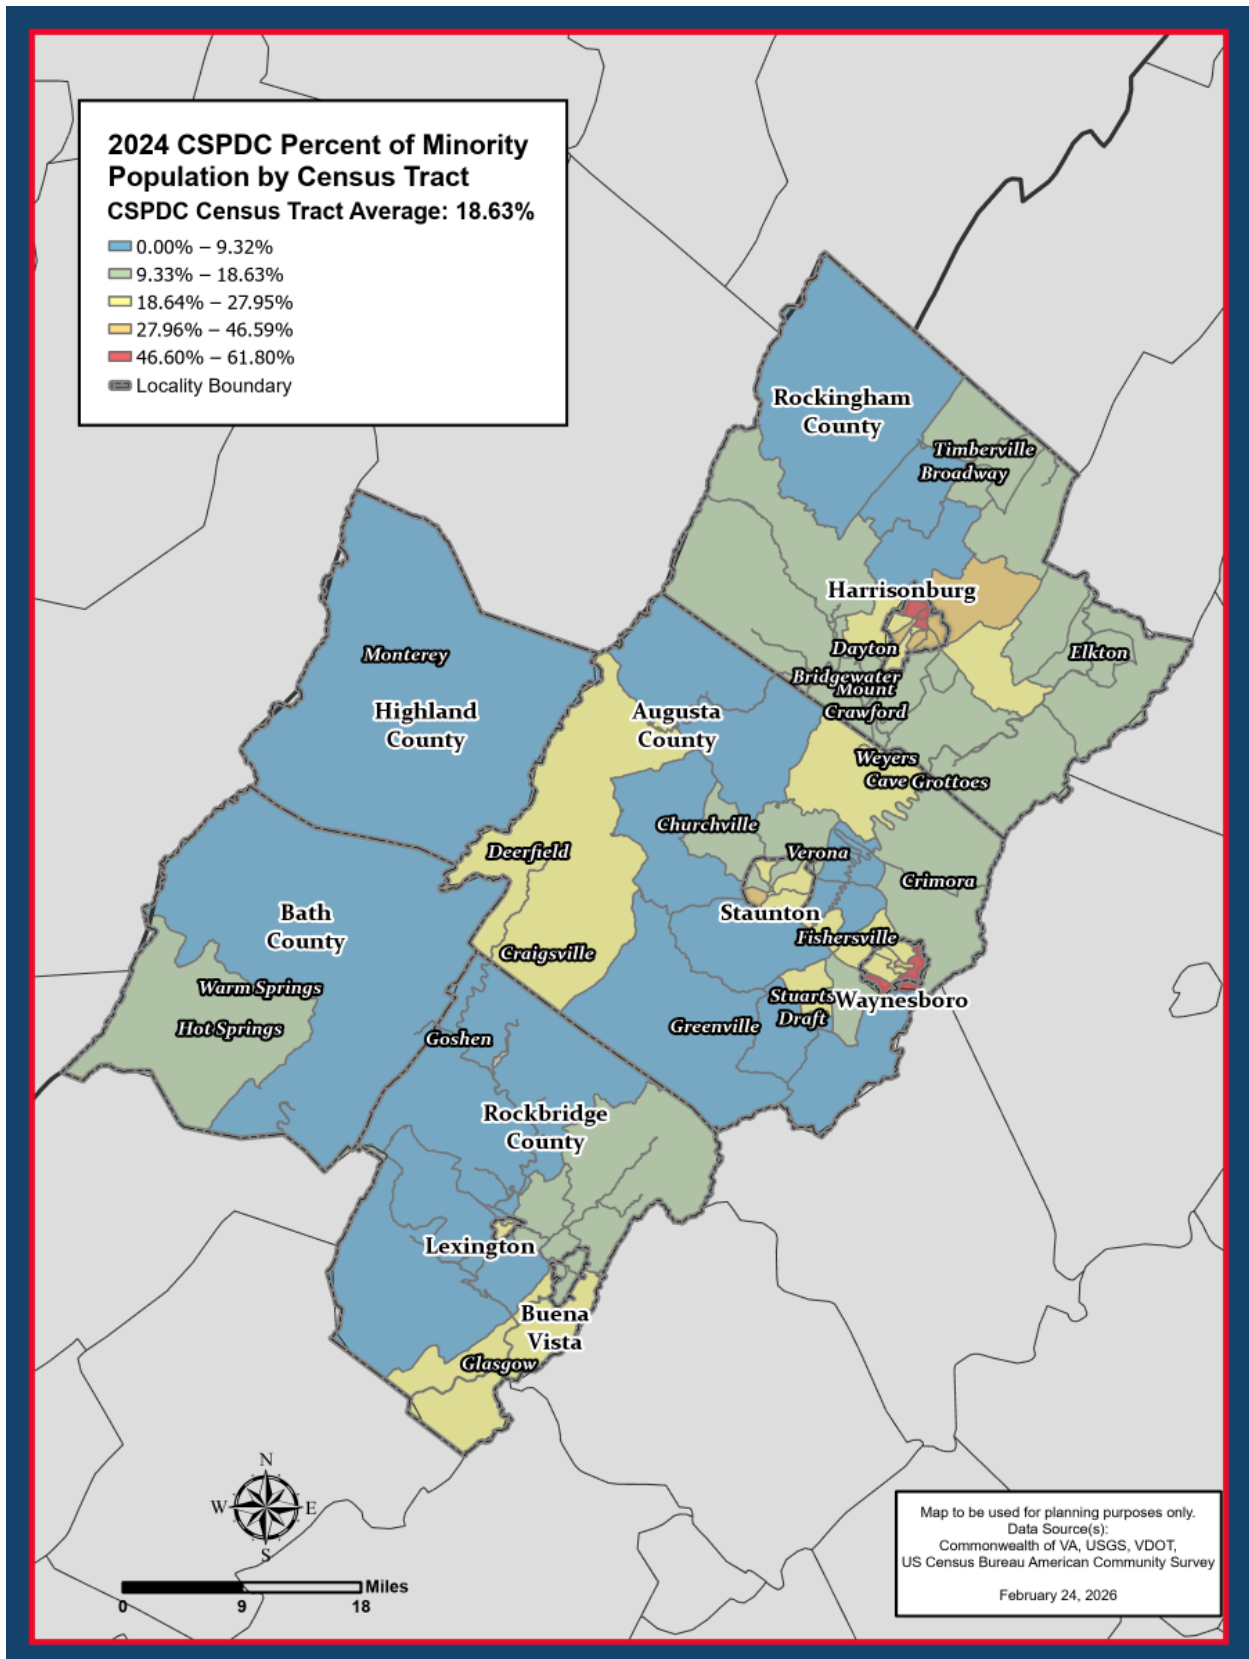 2024 CSPDC Percent of Minority
Population by Census Tract
CSPDC Census Tract Average: 18.63%
0.00% – 9.32%
9.33% – 18.63%
18.64% – 27.95%
27.96% – 46.59%
46.60% – 61.80%
Locality Boundary
Rockingham
County
Timberville
Broadway
Harrisonburg
Dayton
Elkton
Bridgewater
Mount
Crawford
Monterey
Highland
County
Augusta
County
Weyers
Cave
Grottoes
Churchville
Deerfield
Verona
Crimora
Bath
County
Staunton
Fishersville
Craigsville
Warm Springs
Stuarts
Draft
Waynesboro
Hot Springs
Greenville
Goshen
Rockbridge
County
Lexington
Buena
Vista
Glasgow
N
W
E
S
Miles
0
9
18
Map to be used for planning purposes only.
Data Source(s):
Commonwealth of VA, USGS, VDOT,
US Census Bureau American Community Survey
February 24, 2026